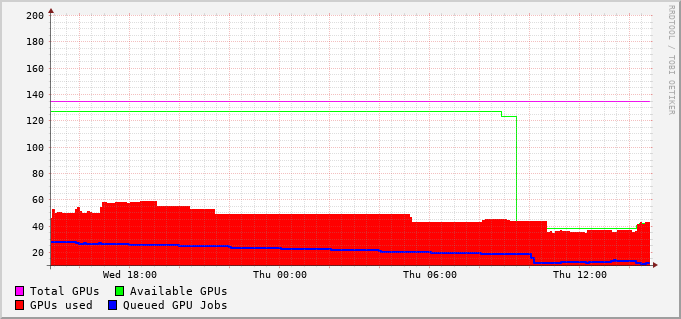 200
180
160
140
120
100
80
60
40
20
Wed 18:00 Thu 00:00 Thu 06:00 Thu 12:00
Total GPUs Available GPUs
GPUs used Queued GPU Jobs
RRDTOOL / TOBI OETIKER